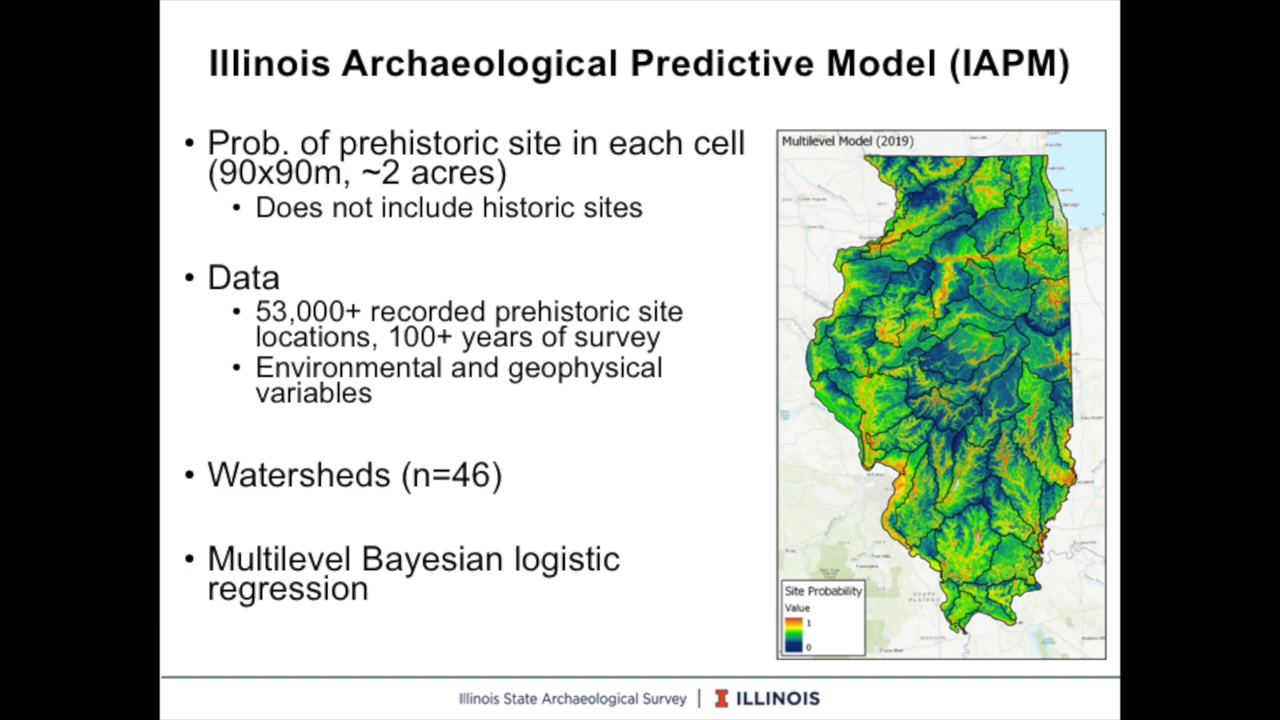 Illinois Archaeological Predictive Model (IAPM)
• Prob. of prehistoric site in each cell
(90x90m, ~2 acres)
• Does not include historic sites
• Data
• 53,000+ recorded prehistoric site
locations, 100+ years of survey
• Environmental and geophysical
variables
• Watersheds (n=46)
• Multilevel Bayesian logistic
regression
Multilevel Model (2019)
Site Probability
Value
1
0
Illinois State Archaeological Survey | I ILLINOIS